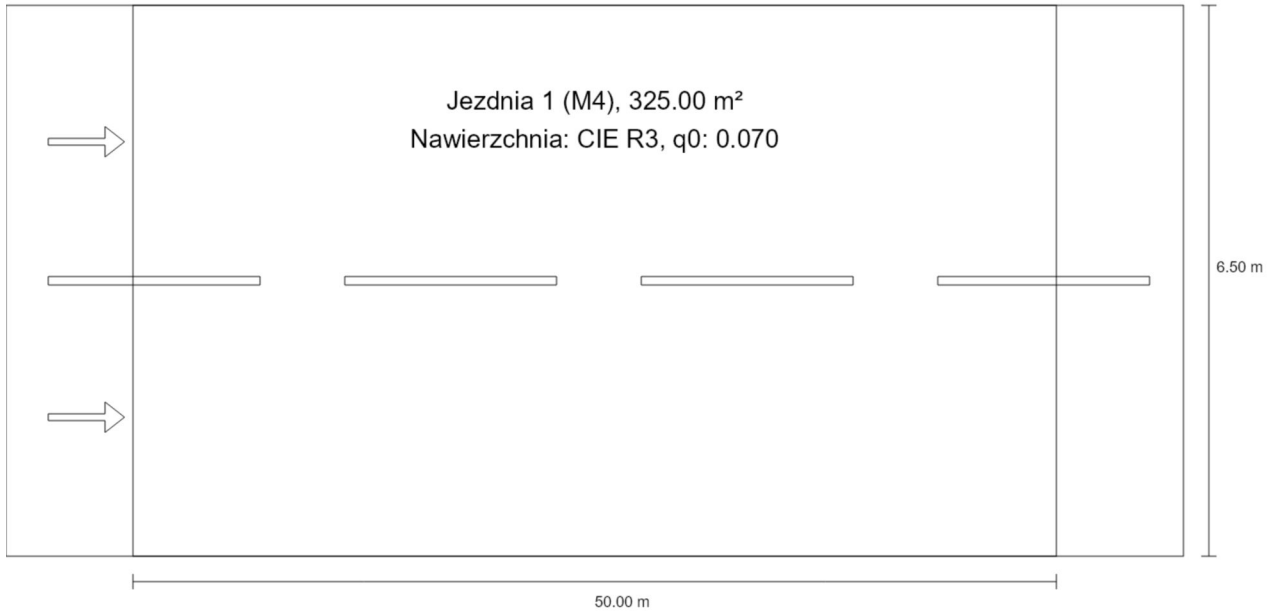 Jezdnia 1 (M4), 325.00 m²
Nawierzchnia: CIE R3, q0: 0.070
6.50 m
50.00 m